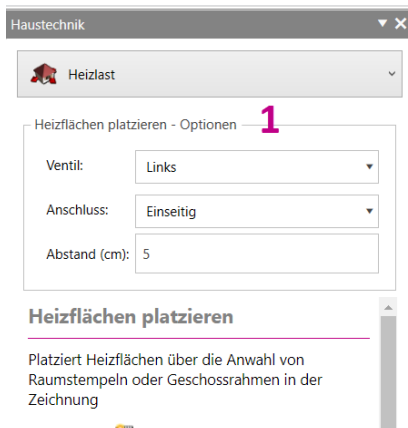 Haustechnik
Heizlast
Heizflächen platzieren - Optionen
1
Ventil:
Links
Anschluss:
Einseitig
Abstand (cm):
5
Heizflächen platzieren
Platziert Heizflächen über die Anwahl von
Raumstempeln oder Geschossrahmen in der
Zeichnung